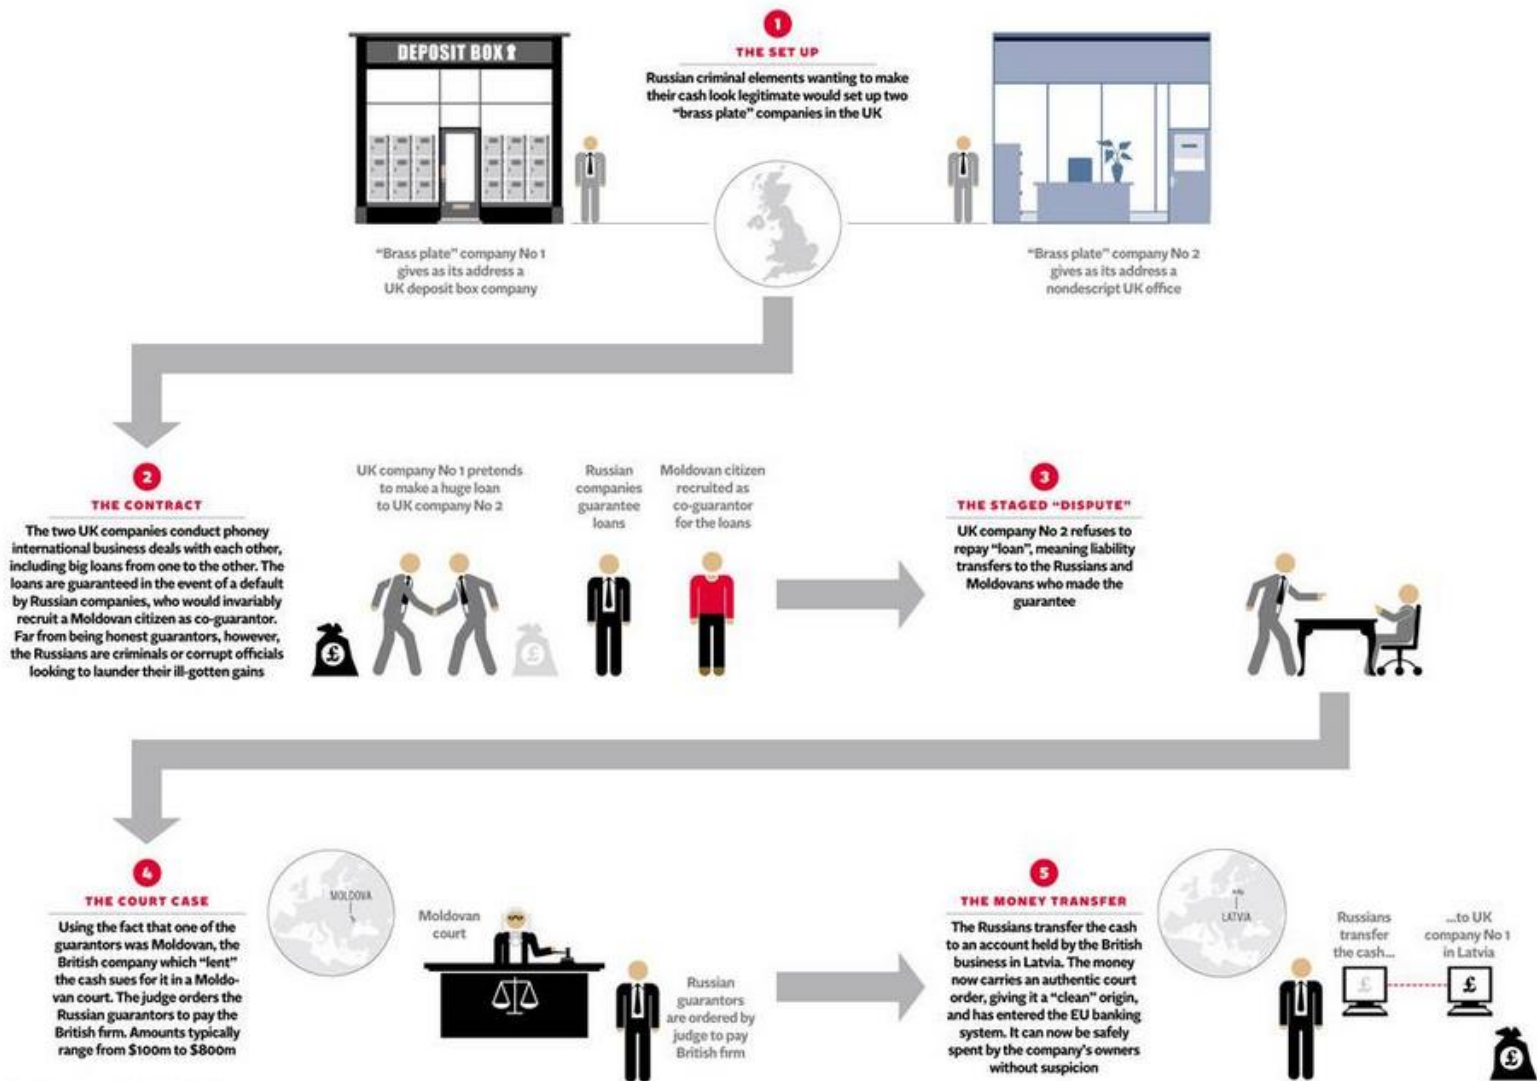 DEPOSIT BOX
1
THE SET UP
Russian criminal elements wanting to make
their cash look legitimate would set up two
“brass plate” companies in the UK
“Brass plate” company No 1
gives as its address a
UK deposit box company
“Brass plate” company No 2
gives as its address a
nondescript UK office
2
THE CONTRACT
The two UK companies conduct phoney
international business deals with each other,
including big loans from one to the other. The
loans are guaranteed in the event of a default
by Russian companies, who would invariably
recruit a Moldovan citizen as co-guarantor.
Far from being honest guarantors, however,
the Russians are criminals or corrupt officials
looking to launder their ill-gotten gains
UK company No 1 pretends
to make a huge loan
to UK company No 2
£
£
Russian
companies
guarantee
loans
Moldovan citizen
recruited as
co-guarantor
for the loans
3
THE STAGED “DISPUTE”
UK company No 2 refuses to
repay “loan”, meaning liability
transfers to the Russians and
Moldovans who made the
guarantee
4
THE COURT CASE
Using the fact that one of the
guarantors was Moldovan, the
British company which “lent”
the cash sues for it in a Moldo-
van court. The judge orders the
Russian guarantors to pay the
British firm. Amounts typically
range from $100m to $800m
MOLDOVA
Moldovan
court
Russian
guarantors
are ordered by
judge to pay
British firm
5
THE MONEY TRANSFER
The Russians transfer the cash
to an account held by the British
business in Latvia. The money
now carries an authentic court
order, giving it a “clean” origin,
and has entered the EU banking
system. It can now be safely
spent by the company’s owners
without suspicion
LATVIA
Russians
transfer
the cash...
...to UK
company No 1
in Latvia
£
£
£